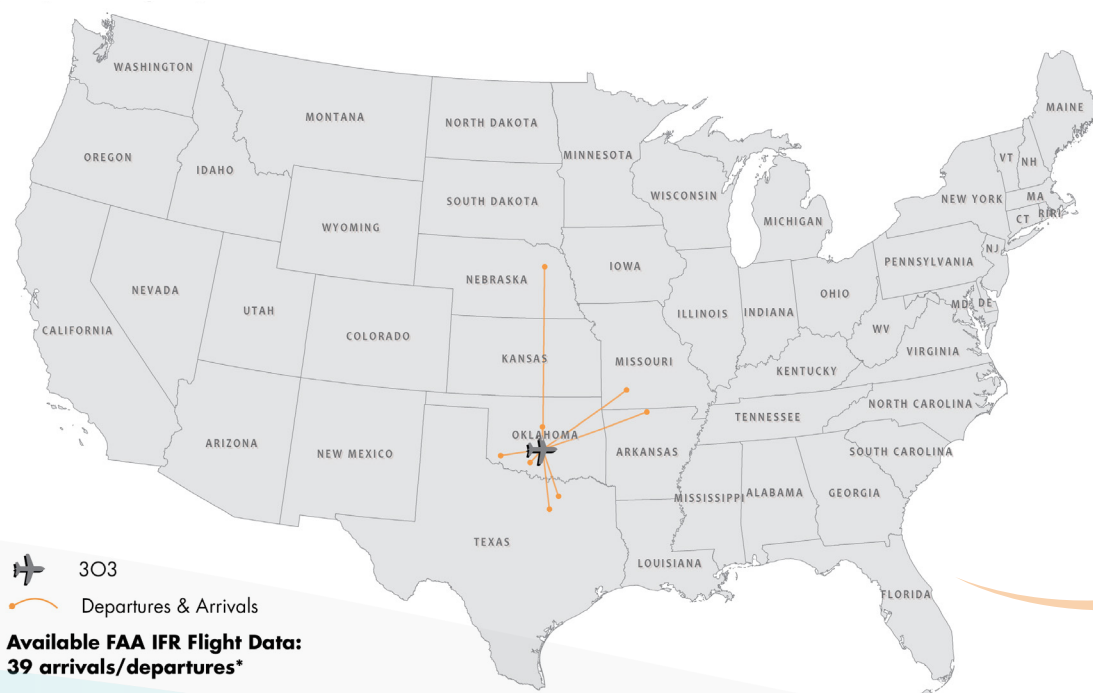 WASHINGTON
MAINE
MONTANA
NORTH DAKOTA
OREGON
MINNESOTA
VT
NH
IDAHO
WISCONSIN
SOUTH DAKOTA
NEW YORK
MA
WYOMING
MICHIGAN
CT
RIRI
NJ
PENNSYLVANIA
IOWA
NEBRASKA
NEVADA
OHIO
MD
DE
UTAH
ILLINOIS
INDIANA
CALIFORNIA
COLORADO
WV
KANSAS
MISSOURI
VIRGINIA
KENTUCKY
NORTH CAROLINA
TENNESSEE
OKLAHOMA
ARIZONA
NEW MEXICO
ARKANSAS
SOUTH CAROLINA
MISSISSIPPI
ALABAMA
GEORGIA
TEXAS
LOUISIANA
FLORIDA
3O3
Departures & Arrivals
Available FAA IFR Flight Data:
39 arrivals/departures*